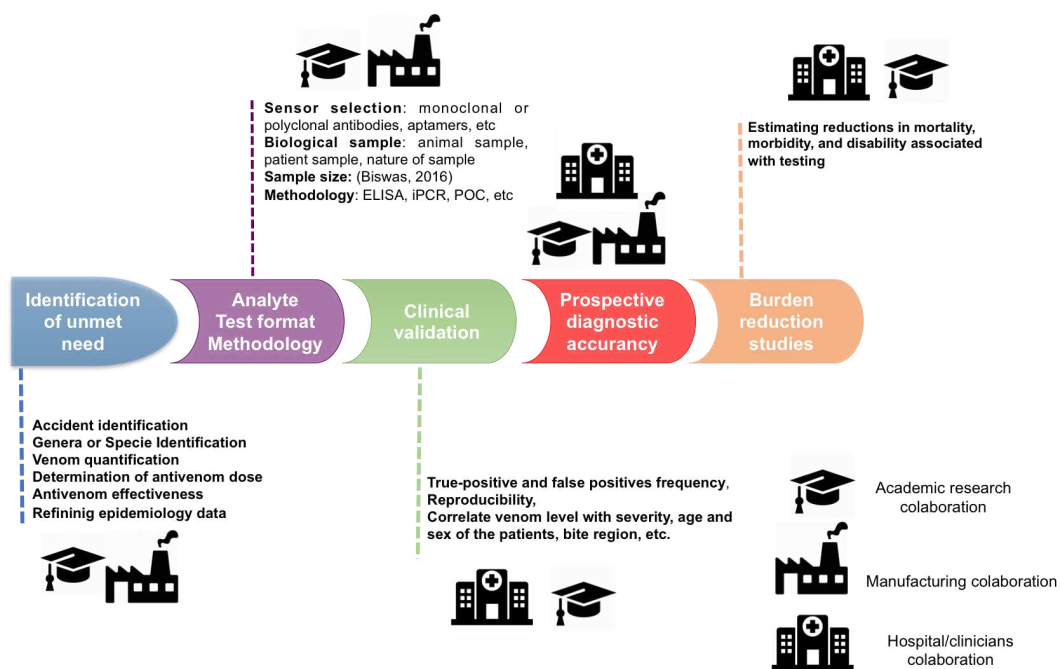 Sensor selection: monoclonal or
polyclonal antibodies, aptamers, etc
Biological sample: animal sample,
patient sample, nature of sample
Sample size: (Biswas, 2016)
Methodology: ELISA, iPCR, POC, etc
Estimating reductions in mortality,
morbidity, and disability associated
with testing
Identification
of unmet
need
Analyte
Test format
Methodology
Clinical
validation
Prospective
diagnostic
accurancy
Burden
reduction
studies
Accident identification
Genera or Specie Identification
Venom quantification
Determination of antivenom dose
Antivenom effectiveness
Refininig epidemiology data
True-positive and false positives frequency,
Reproducibility,
Correlate venom level with severity, age and
sex of the patients, bite region, etc.
Academic research
colaboration
Manufacturing colaboration
Hospital/clinicians
colaboration